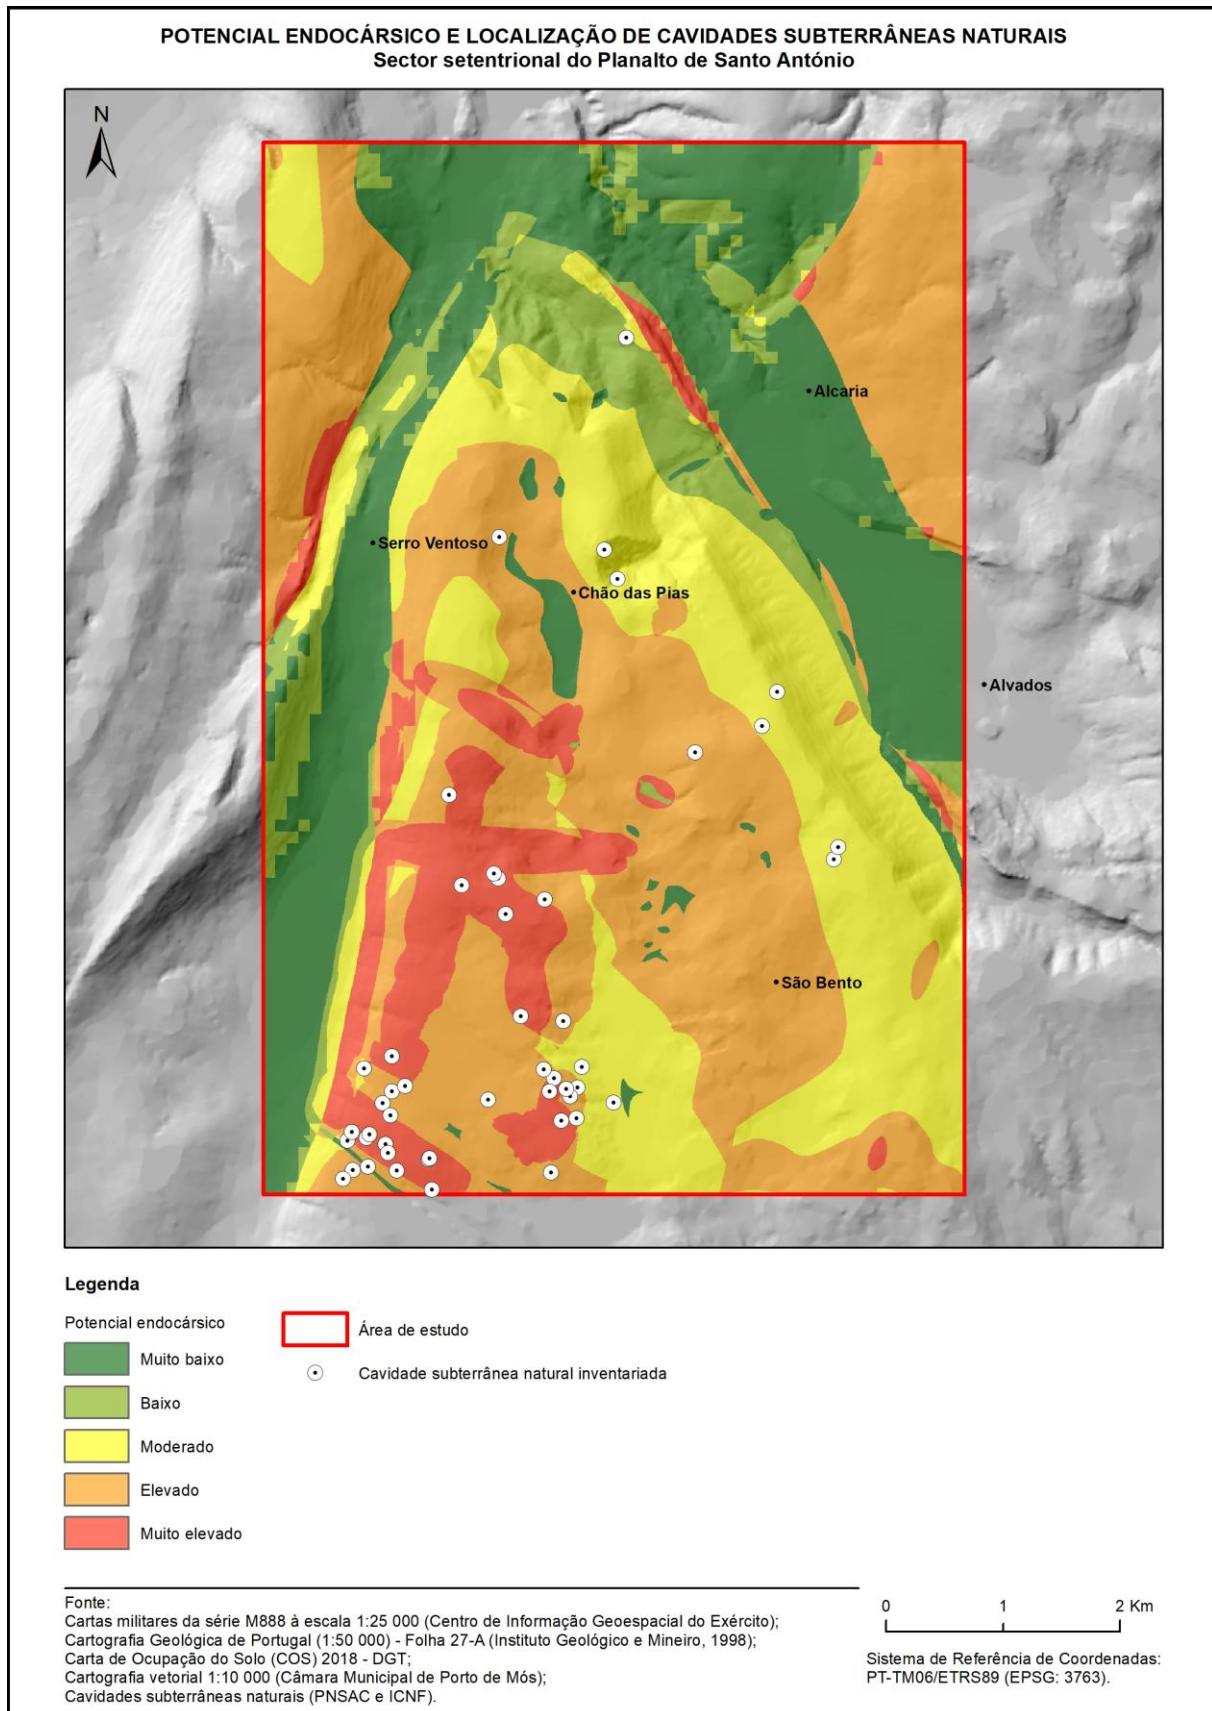 POTENCIAL ENDOCÁRSICO E LOCALIZAÇÃO DE CAVIDADES SUBTERRÂNEAS NATURAIS
Sector setentrional do Planalto de Santo António
N
Alcaria
Serro Ventoso
Chão das Pias
Alvados
São Bento
Legenda
Potencial endocársico
Muito baixo
Baixo
Moderado
Elevado
Muito elevado
Área de estudo
Cavidade subterrânea natural inventariada
Fonte:
Cartas militares da série M888 à escala 1:25 000 (Centro de Informação Geoespacial do Exército);
Cartografia Geológica de Portugal (1:50 000) - Folha 27-A (Instituto Geológico e Mineiro, 1998);
Carta de Ocupação do Solo (COS) 2018 - DGT;
Cartografia vetorial 1:10 000 (Câmara Municipal de Porto de Mós);
Cavidades subterrâneas naturais (PNSAC e ICNF).
0 1 2 Km
Sistema de Referência de Coordenadas:
PT-TM06/ETRS89 (EPSG: 3763).